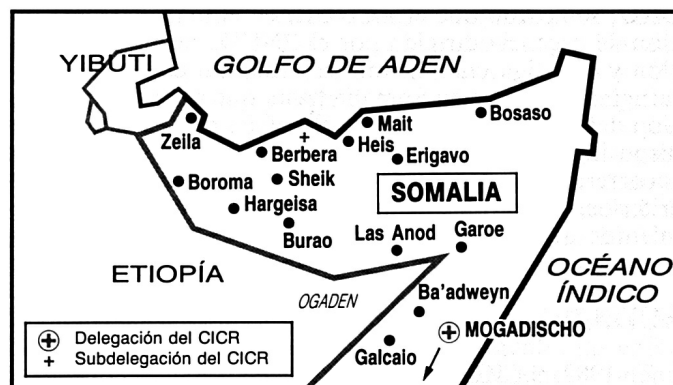 YIBUTI
GOLFO DE ADEN
Zeila
Mait
Bosaso
Heis
Berbera
Erigavo
Boroma
Sheik
SOMALIA
Hargeisa
Burao
Las Anod
Garoe
ETIOPÍA
OCÉANO
ÍNDICO
OGADEN
Ba'adweyn
MOGADISCHO
Galcaio
Delegación del CICR
Subdelegación del CICR